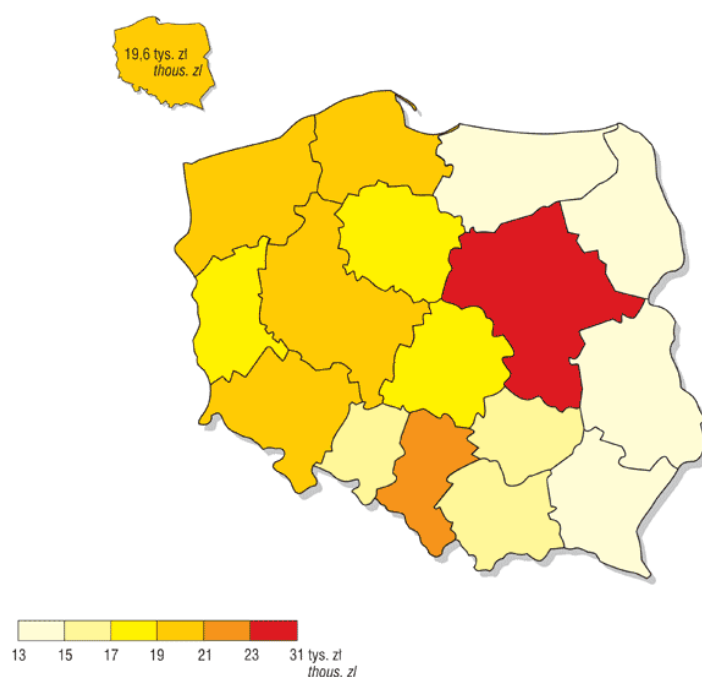 19,6 tys. zł
thous. zl
13 15 17 19 21 23 31 tys. zł
thous. zl